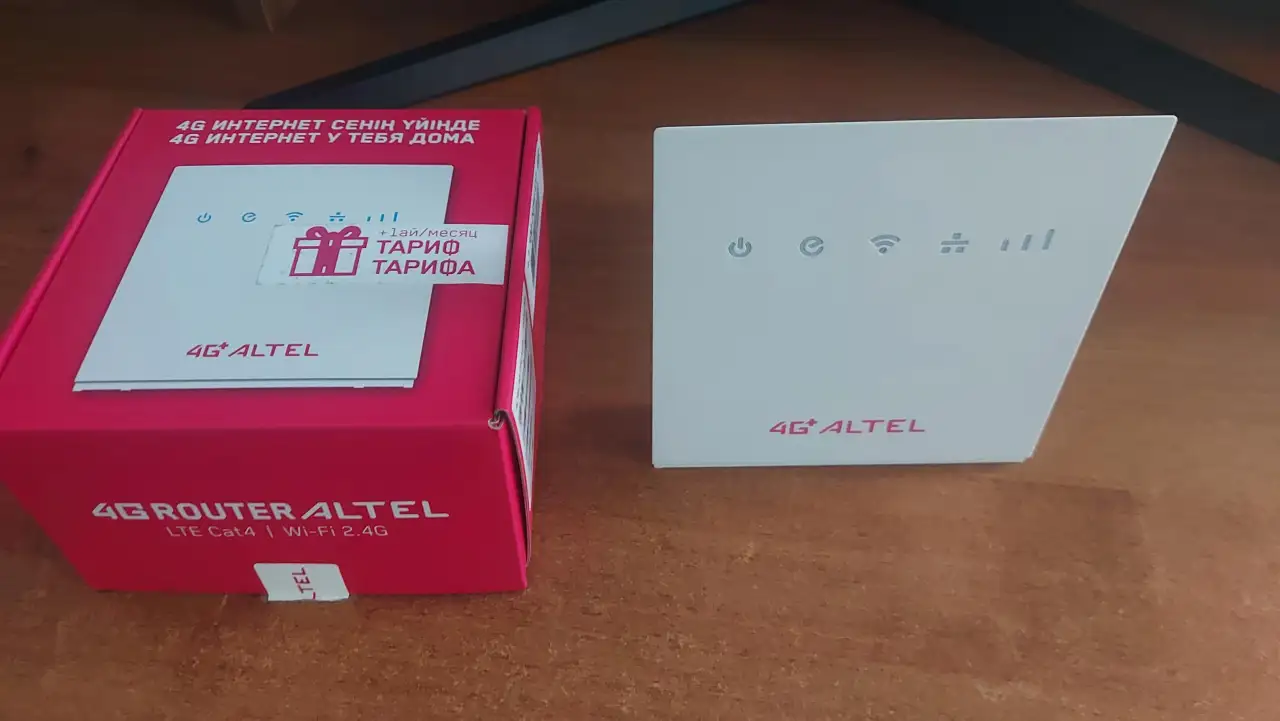 4G ИНТЕРНЕТ СЕНІҢ ҮЙІҢДЕ
4G ИНТЕРНЕТ У ТЕБЯ ДОМА
+1ай/месяц
ТАРИФ
ТАРИФА
4G+ ALTEL
4G ROUTER ALTEL
LTE Cat4 | Wi-Fi 2.4G
TEL
4G+ ALTEL